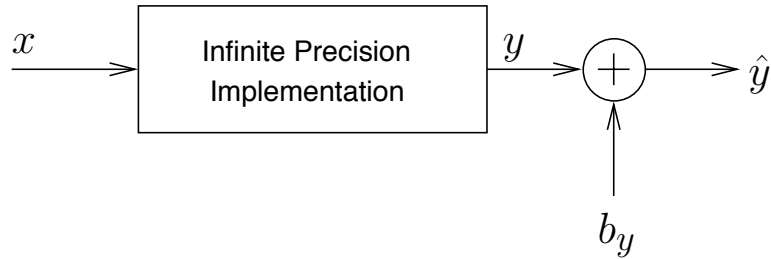 x
Infinite Precision
Implementation
y
+
ŷ
b_y